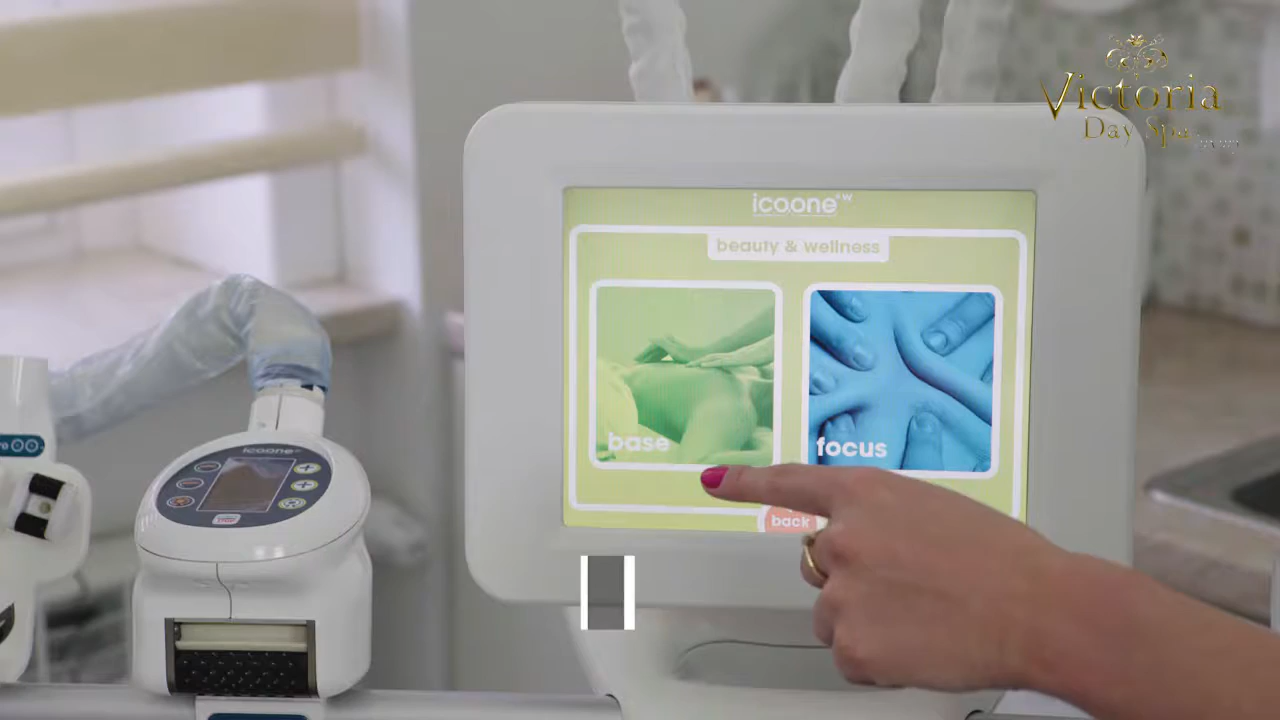 Victoria
Day Spa
icoone
beauty & wellness
base
focus
back
icoone